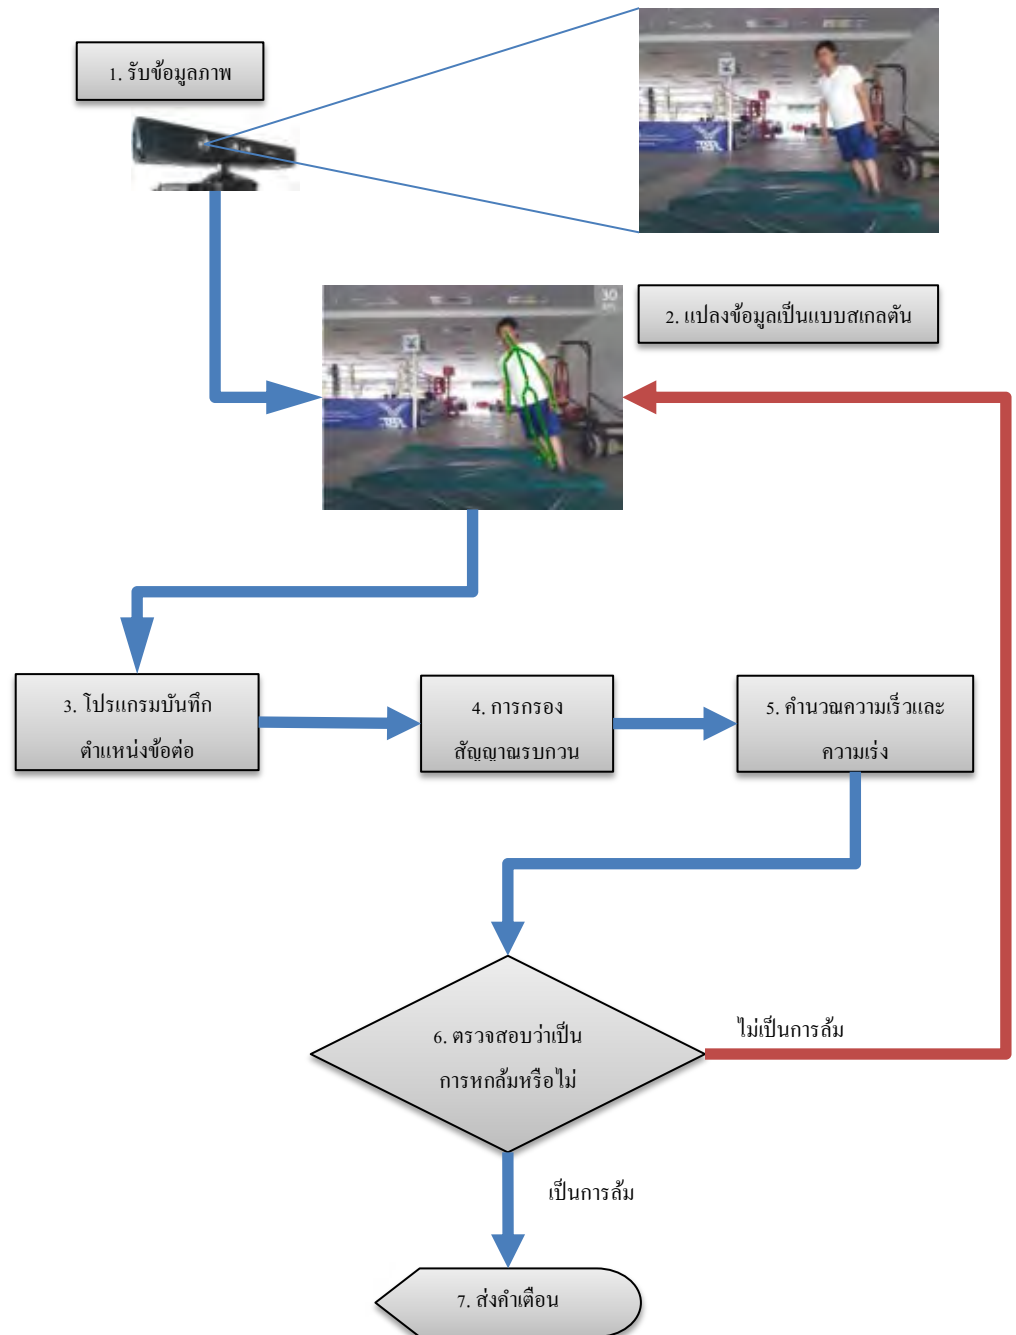 1. รับข้อมูลภาพ
30
2. แปลงข้อมูลเป็นแบบสเกลตัน
3. โปรแกรมบันทึก
ตำแหน่งข้อต่อ
4. การกรอง
สัญญาณรบกวน
5. คำนวณความเร็วและ
ความเร่ง
6. ตรวจสอบว่าเป็น
การหกล้มหรือไม่
ไม่เป็นการล้ม
เป็นการล้ม
7. ส่งคำเตือน